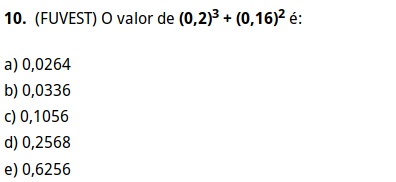 10. (FUVEST) O valor de (0,2)³ + (0,16)² é:
a) 0,0264
b) 0,0336
c) 0,1056
d) 0,2568
e) 0,6256